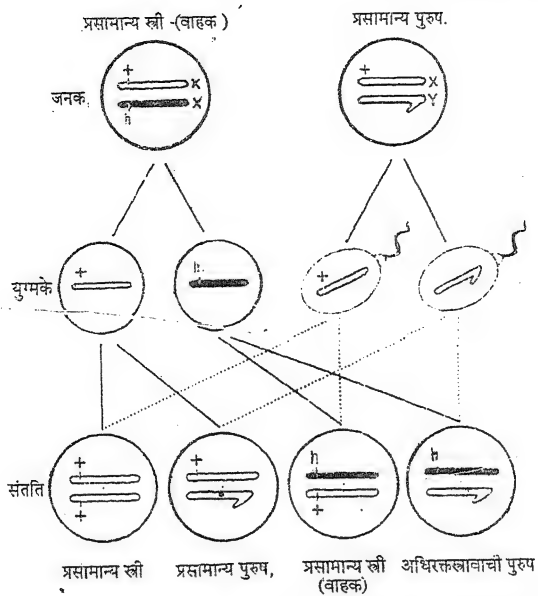 प्रसामान्य स्त्री -(वाहक) प्रसामान्य पुरुष.
+ X
X
h
+ X
Y
जनक
युग्मके
+
h
+
संतति
+
+
+
h
+
h
प्रसामान्य स्त्री प्रसामान्य पुरुष, प्रसामान्य स्त्री अधिरक्तस्त्रावाची पुरुष
(वाहक)